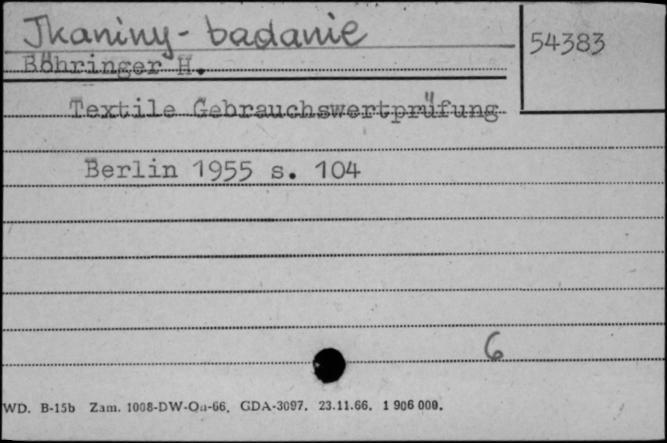 Tkaniny - badanie
54383
Böhringer H.
Textile Gebrauchswertprüfung
Berlin 1955 s. 104
6
WD. B-15b Zam. 1008-DW-Ou-66. GDA-3097. 23.11.66. 1 906 000.